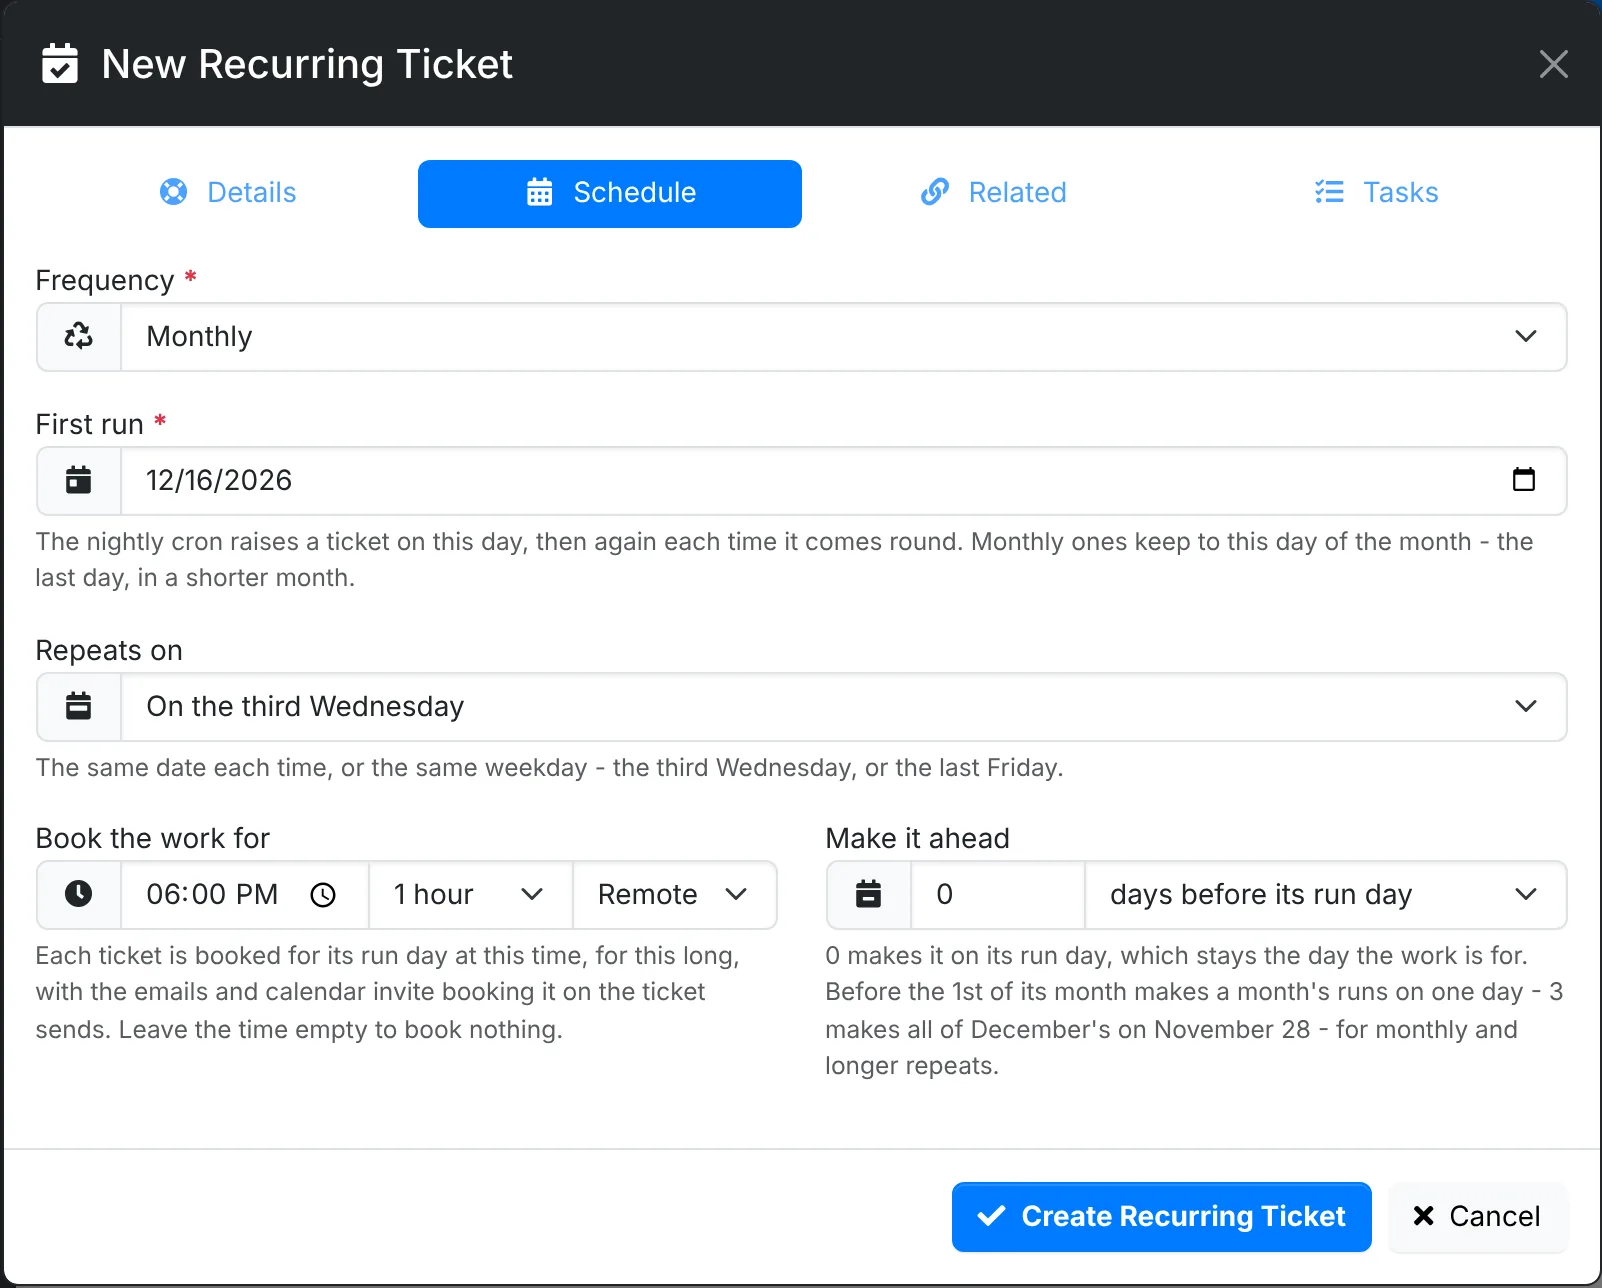 New Recurring Ticket
Details
Schedule
Related
Tasks
Frequency *
Monthly
First run *
12/16/2026
The nightly cron raises a ticket on this day, then again each time it comes round. Monthly ones keep to this day of the month - the
last day, in a shorter month.
Repeats on
On the third Wednesday
The same date each time, or the same weekday - the third Wednesday, or the last Friday.
Book the work for
06:00 PM
1 hour
Remote
Each ticket is booked for its run day at this time, for this long,
with the emails and calendar invite booking it on the ticket
sends. Leave the time empty to book nothing.
Make it ahead
0
days before its run day
0 makes it on its run day, which stays the day the work is for.
Before the 1st of its month makes a month's runs on one day - 3
makes all of December's on November 28 - for monthly and
longer repeats.
Create Recurring Ticket
Cancel